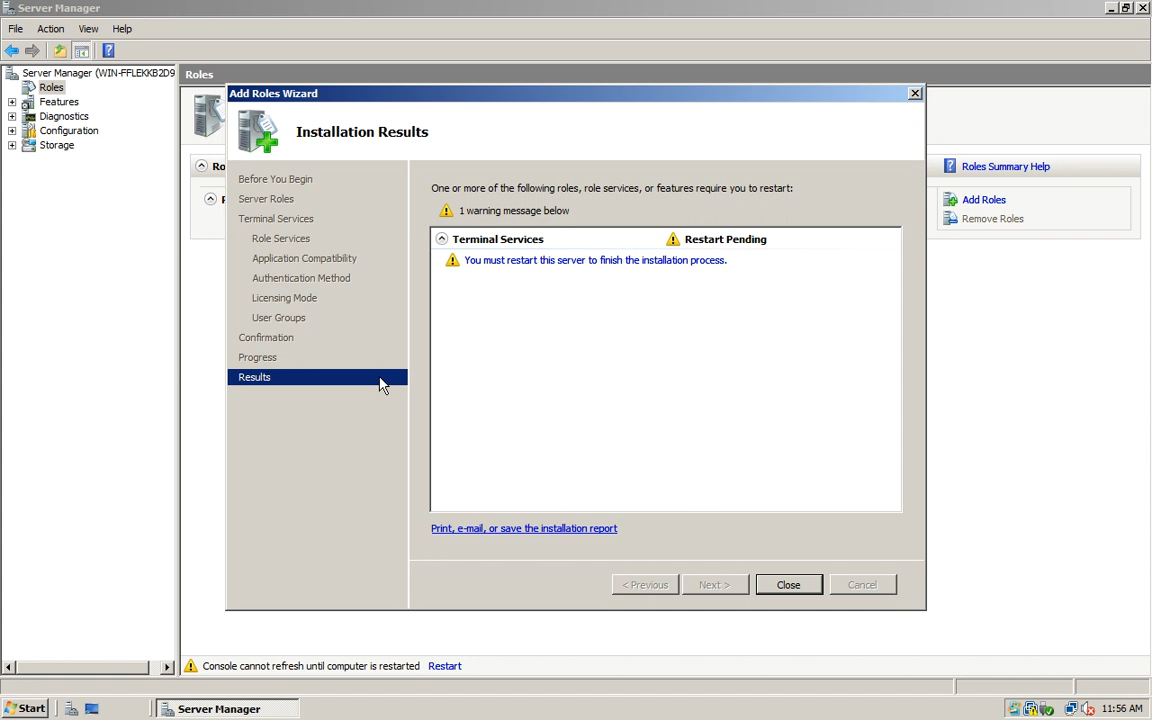 Server Manager
File Action View Help
Server Manager (WIN-FFLEKKB2D9
Roles
Features
Diagnostics
Configuration
Storage
Roles
Ro
Roles Summary Help
Add Roles
Remove Roles
Add Roles Wizard
Installation Results
Before You Begin
Server Roles
Terminal Services
Role Services
Application Compatibility
Authentication Method
Licensing Mode
User Groups
Confirmation
Progress
Results
One or more of the following roles, role services, or features require you to restart:
1 warning message below
Terminal Services Restart Pending
You must restart this server to finish the installation process.
Print, e-mail, or save the installation report
< Previous Next > Close Cancel
Console cannot refresh until computer is restarted Restart
Start Server Manager 11:56 AM